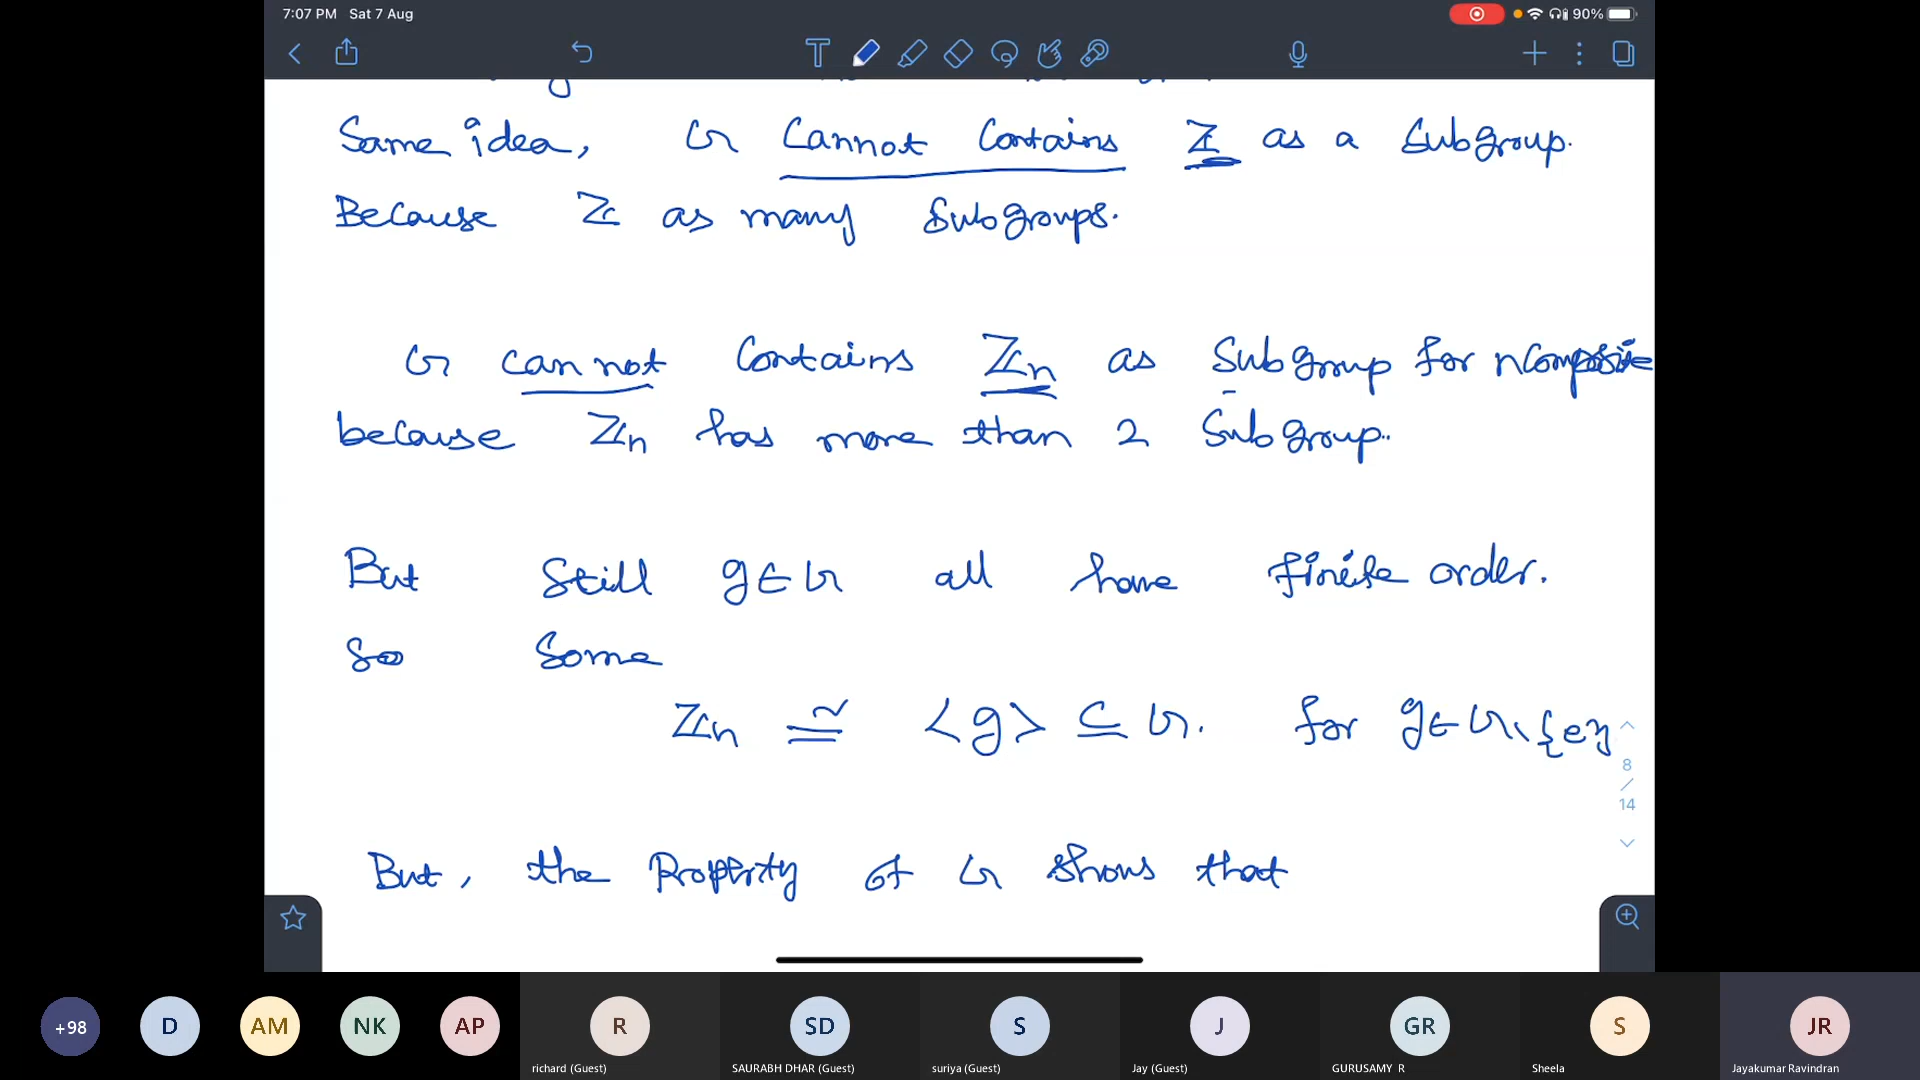 7:07 PM Sat 7 Aug
90%
Same idea, G Cannot Contains ℤ as a Subgroup.
Because ℤ as many Subgroups.
G cannot Contains ℤn as Subgroup for n Composite
because ℤn has more than 2 Subgroup..
But Still g∈G all have finite order.
So Some
ℤn ≅ <g> ⊆ G. for g∈G\{e}
8
/
14
But, the Property of G shows that
+98 D AM NK AP R SD S J GR S JR
richard (Guest) SAURABH DHAR (Guest) suriya (Guest) Jay (Guest) GURUSAMY R Sheela Jayakumar Ravindran